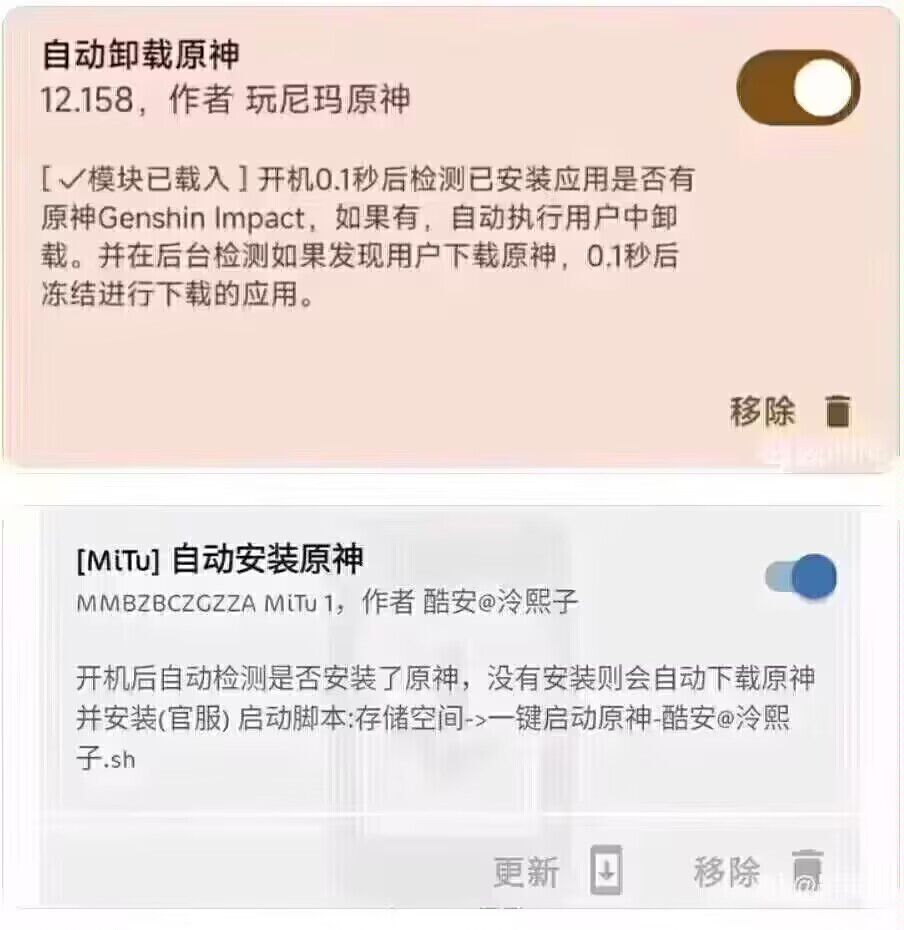 自动卸载原神
12.158，作者 玩尼玛原神
[ ✓模块已载入 ] 开机0.1秒后检测已安装应用是否有
原神Genshin Impact，如果有，自动执行用户中卸
载。并在后台检测如果发现用户下载原神，0.1秒后
冻结进行下载的应用。
移除
[MiTu] 自动安装原神
MMBZBCZGZZA MiTu 1，作者 酷安@泠熙子
开机后自动检测是否安装了原神，没有安装则会自动下载原神
并安装(官服) 启动脚本:存储空间->一键启动原神-酷安@泠熙
子.sh
更新 移除